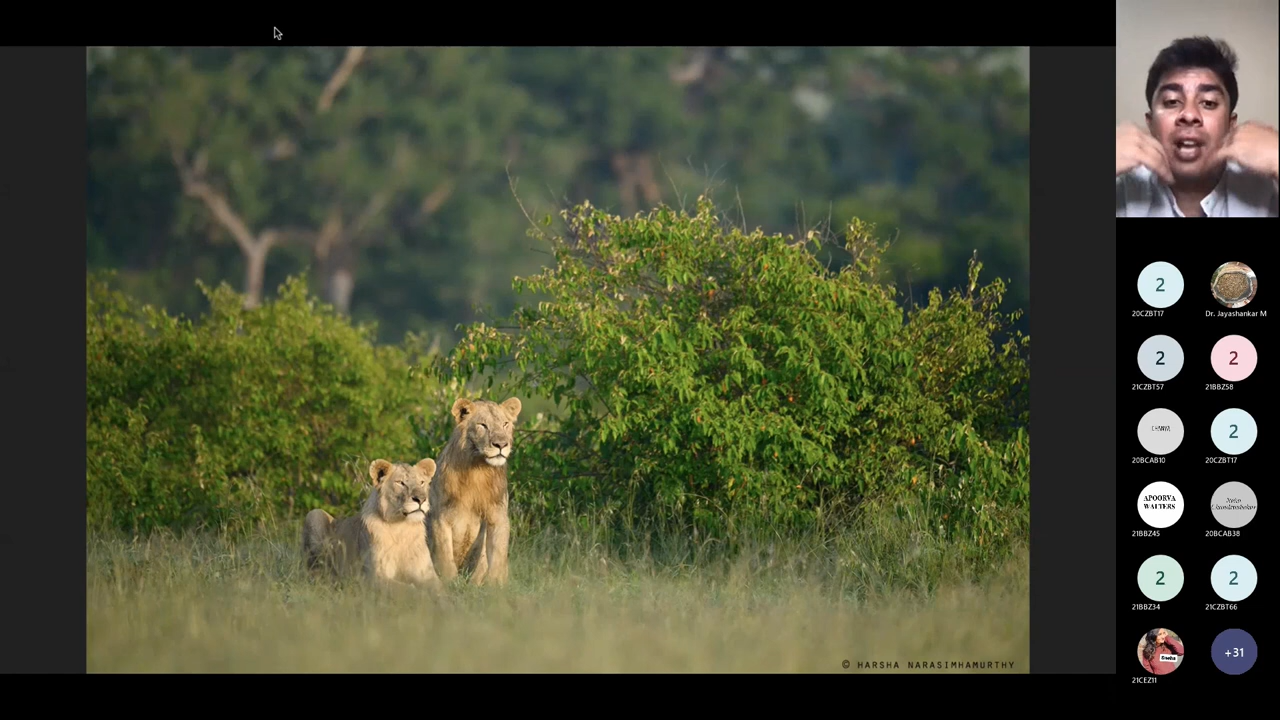 2
20CZBT17
Dr. Jayashankar M
2
21CZBT57
2
21BBZ58
20BCAB10
2
20CZBT17
APOORVA
WALTERS
21BBZ45
20BCAB38
2
21BBZ34
2
21CZBT66
Sneha
21CEZ11
+31
© HARSHA NARASIMHAMURTHY